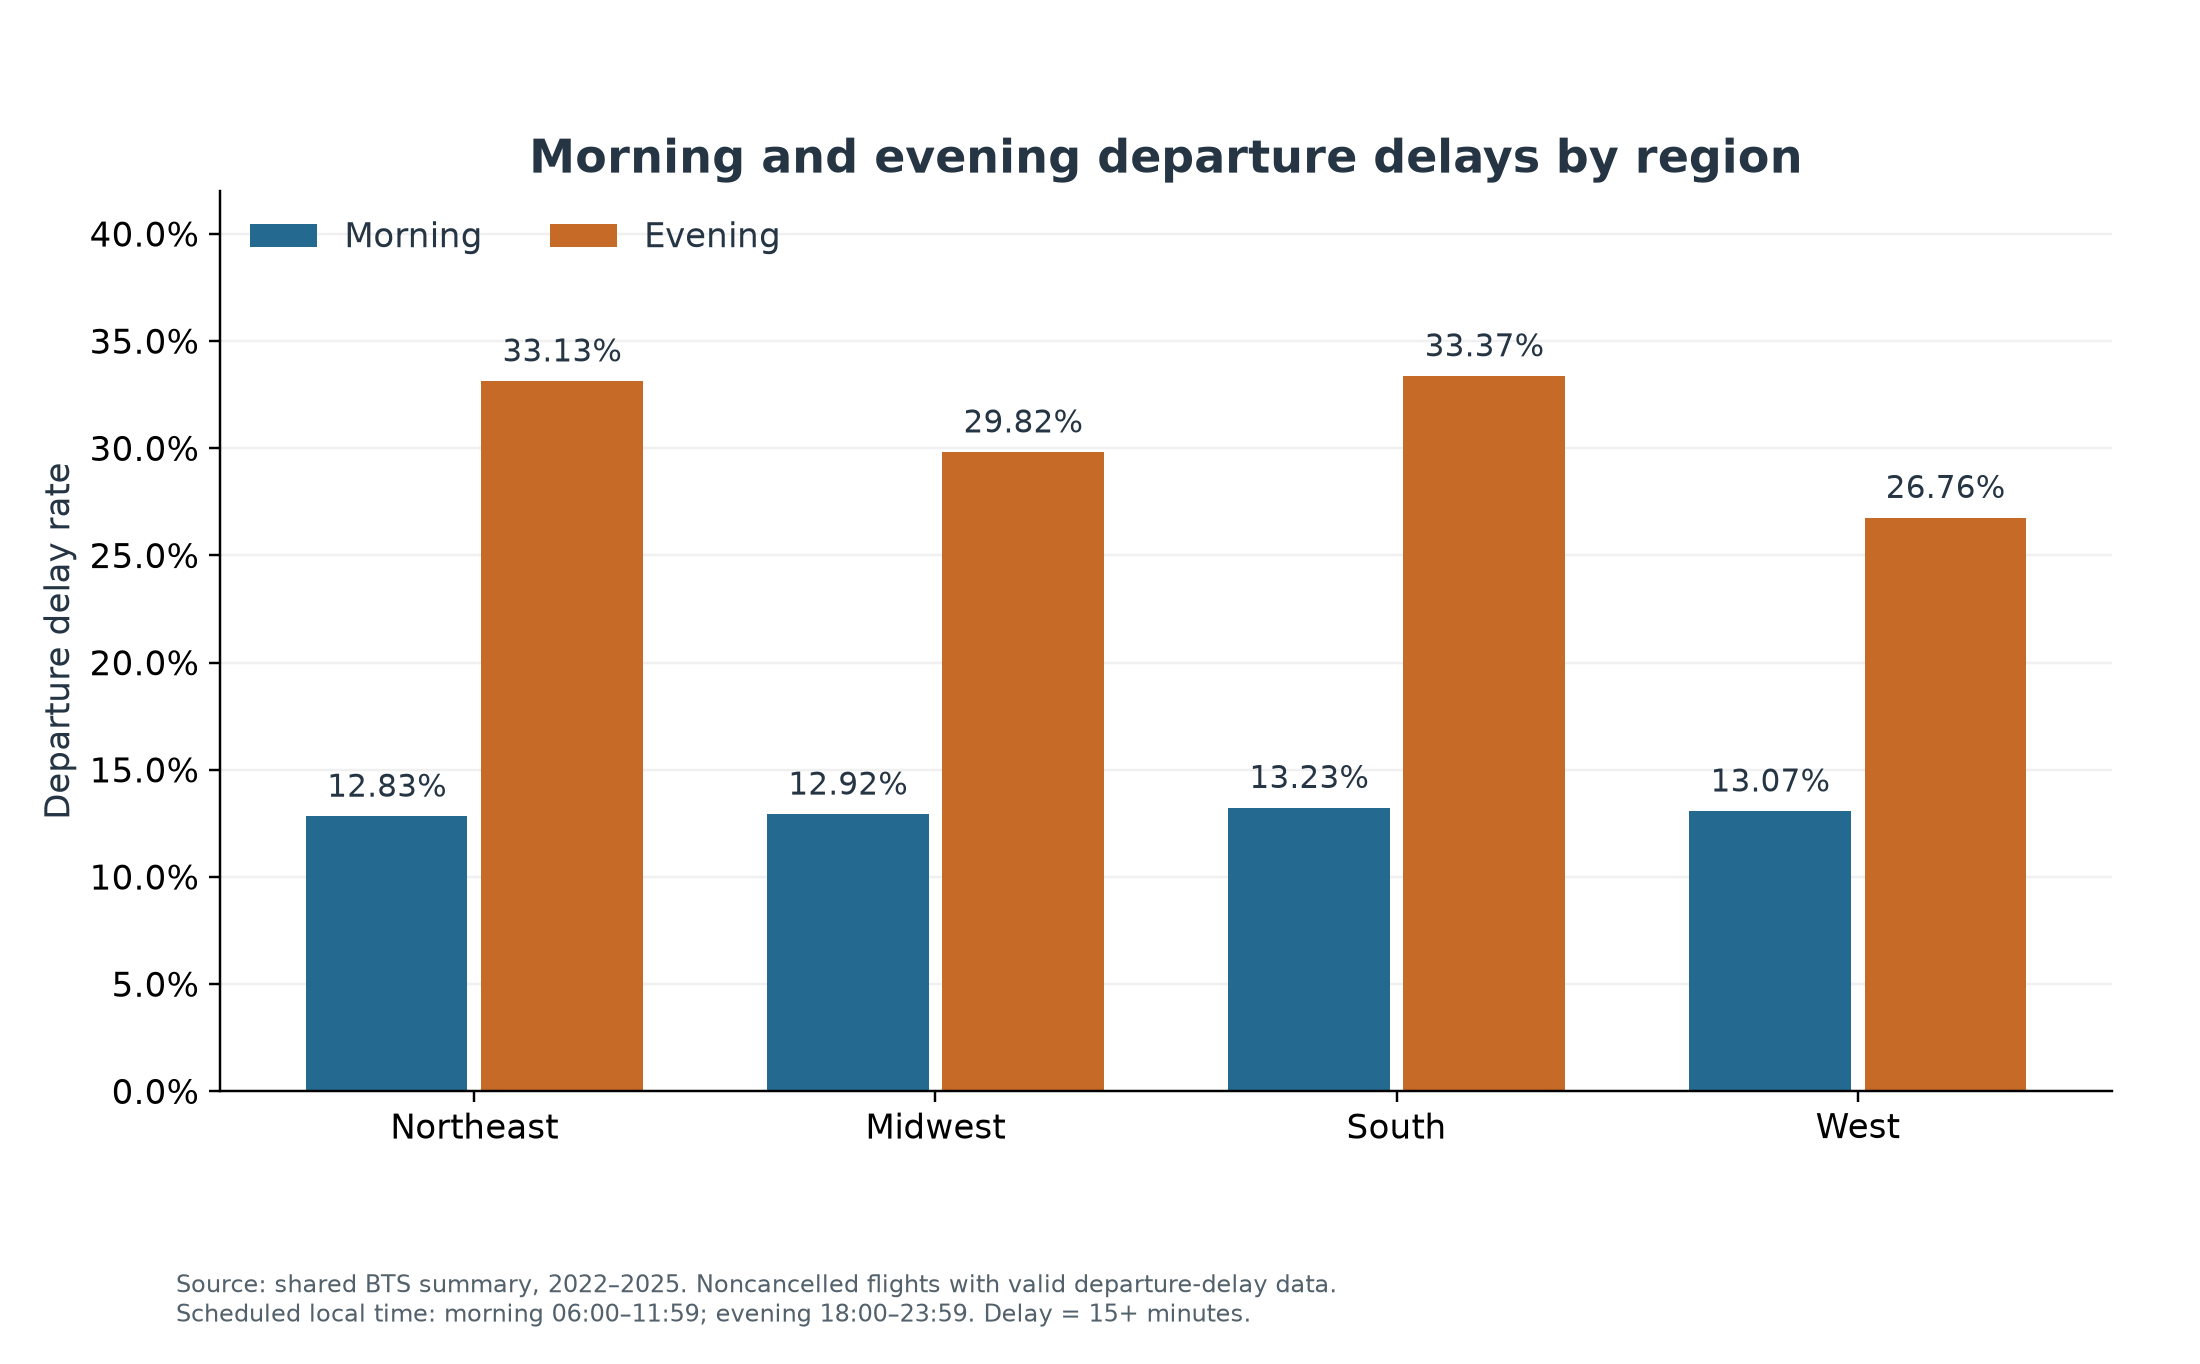 Morning and evening departure delays by region
Morning
Evening
Departure delay rate
40.0%
35.0%
30.0%
25.0%
20.0%
15.0%
10.0%
5.0%
0.0%
12.83%
33.13%
12.92%
29.82%
13.23%
33.37%
13.07%
26.76%
Northeast
Midwest
South
West
Source: shared BTS summary, 2022–2025. Noncancelled flights with valid departure-delay data.
Scheduled local time: morning 06:00–11:59; evening 18:00–23:59. Delay = 15+ minutes.